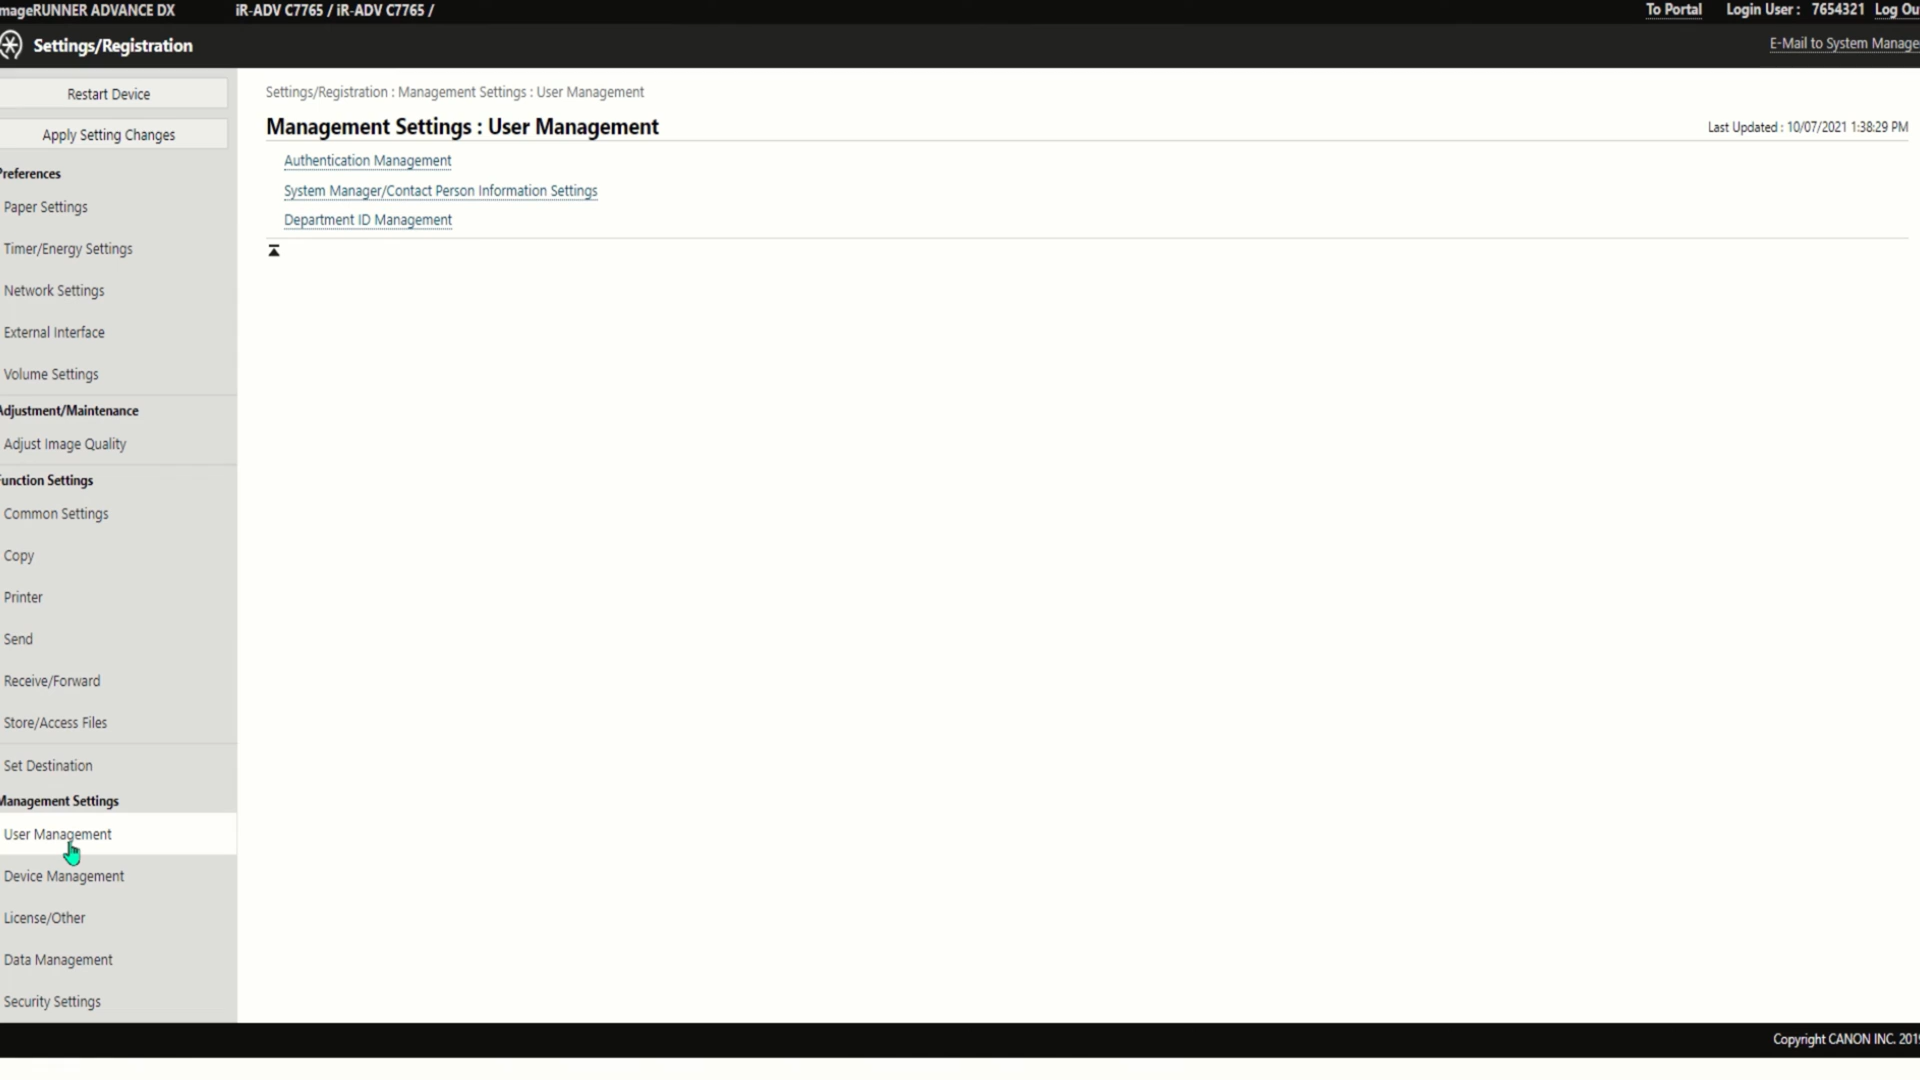 mageRUNNER ADVANCE DX iR-ADV C7765 / iR-ADV C7765 / To Portal Login User : 7654321 Log Ou
Settings/Registration E-Mail to System Manage
Restart Device
Apply Setting Changes
Preferences
Paper Settings
Timer/Energy Settings
Network Settings
External Interface
Volume Settings
Adjustment/Maintenance
Adjust Image Quality
Function Settings
Common Settings
Copy
Printer
Send
Receive/Forward
Store/Access Files
Set Destination
Management Settings
User Management
Device Management
License/Other
Data Management
Security Settings
Settings/Registration : Management Settings : User Management
Management Settings : User Management
Last Updated : 10/07/2021 1:38:29 PM
Authentication Management
System Manager/Contact Person Information Settings
Department ID Management
Copyright CANON INC. 201